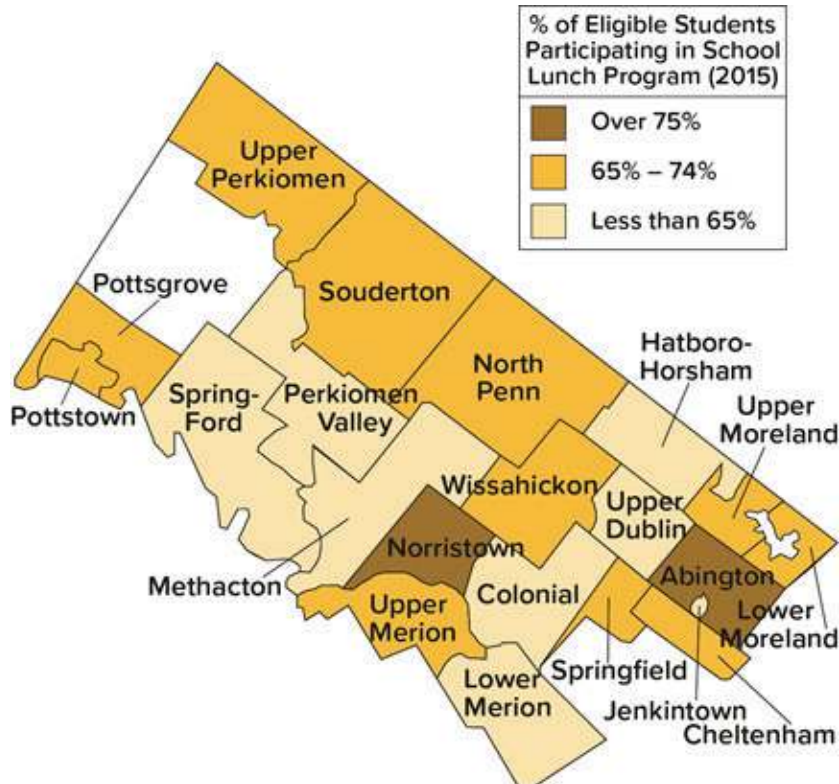 % of Eligible Students
Participating in School
Lunch Program (2015)
Over 75%
65% – 74%
Less than 65%
Upper
Perkiomen
Pottsgrove
Souderton
Hatboro-
Horsham
North
Penn
Upper
Moreland
Pottstown
Spring-
Ford
Perkiomen
Valley
Wissahickon
Upper
Dublin
Methacton
Norristown
Abington
Colonial
Upper
Merion
Lower
Moreland
Springfield
Lower
Merion
Jenkintown
Cheltenham